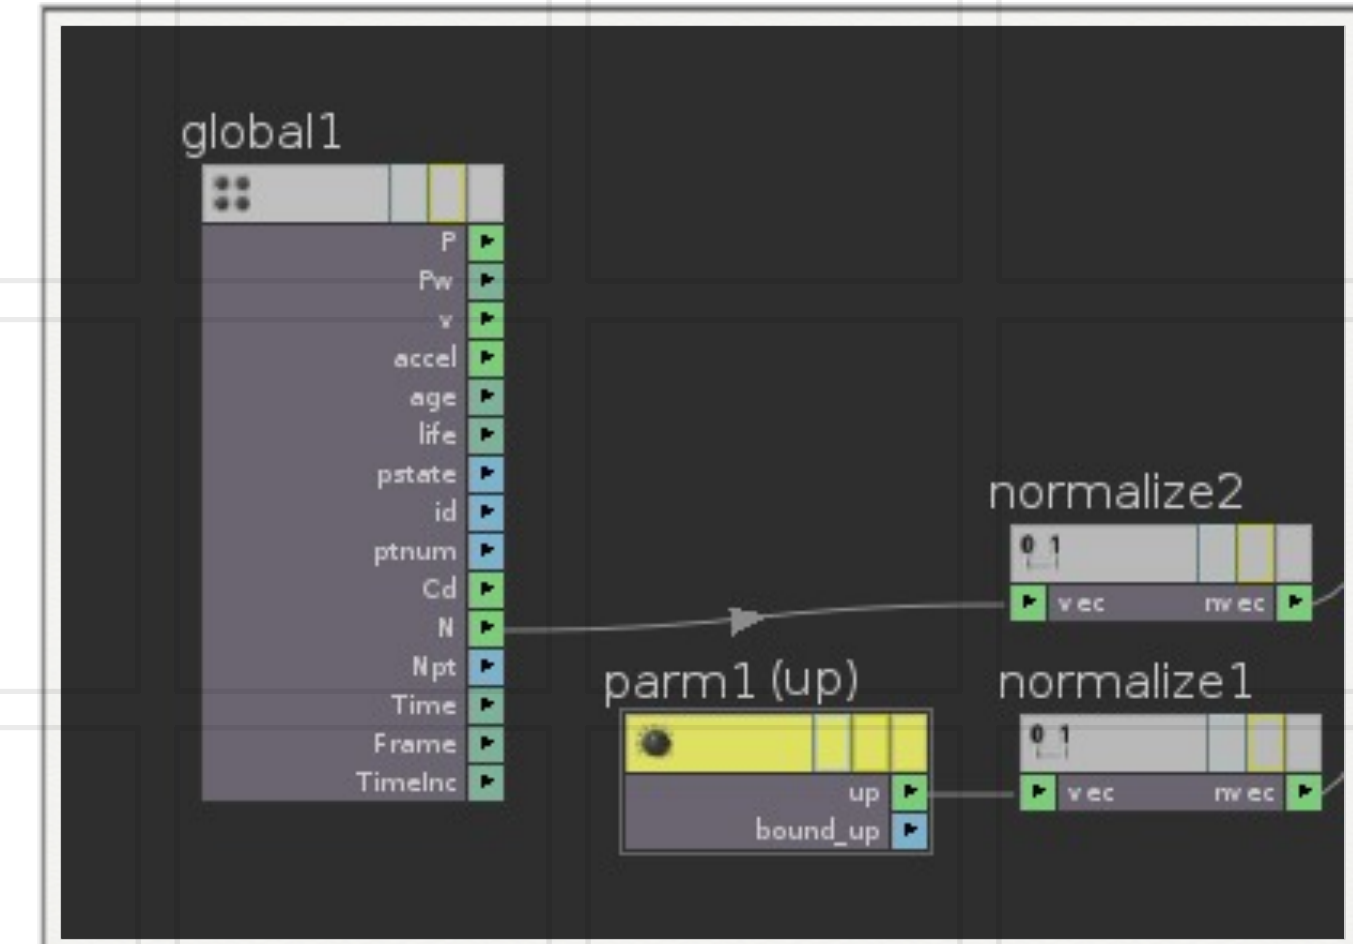 global1
P
Pw
v
accel
age
life
pstate
id
ptnum
Cd
N
Npt
Time
Frame
TimeInc
normalize2
0 1
vec nvec
parm1 (up)
up
bound_up
normalize1
0 1
vec nvec